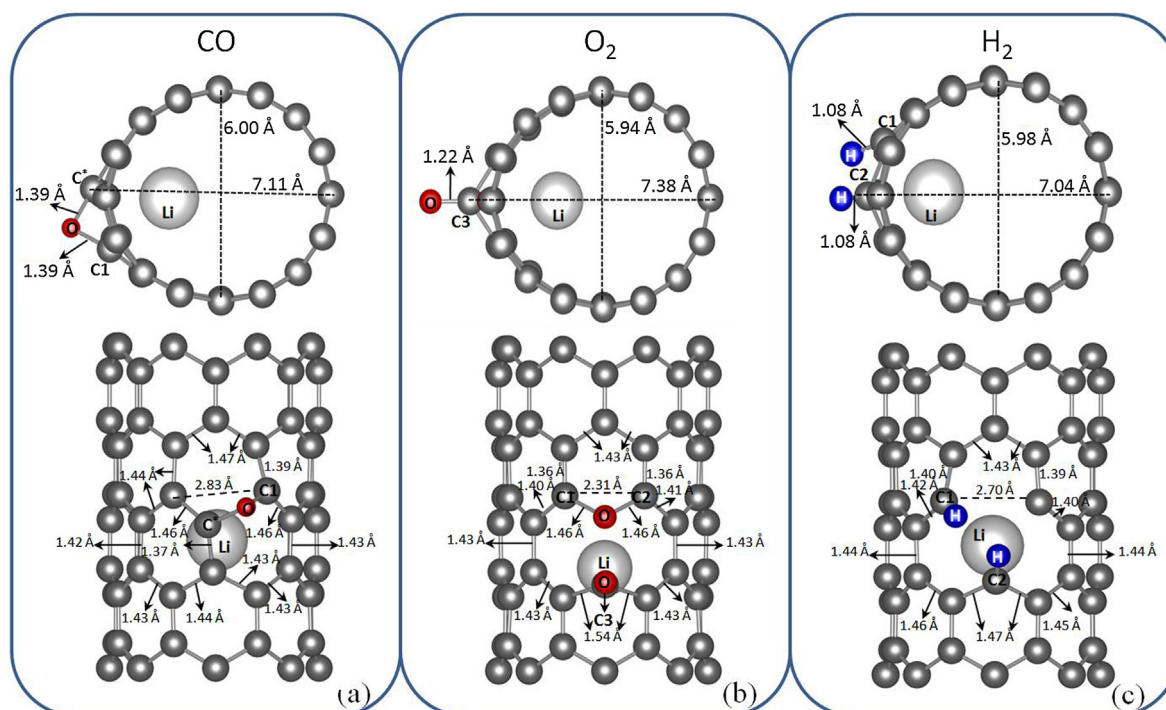 CO
6.00 Å
7.11 Å
C*
1.39 Å
O
Li
C1
1.39 Å
1.47 Å
1.39 Å
1.44 Å
2.83 Å
C1
O
C*
1.46 Å
1.46 Å
1.42 Å
1.37 Å
Li
1.43 Å
1.43 Å
1.43 Å
1.44 Å
1.43 Å
(a)
O2
5.94 Å
1.22 Å
7.38 Å
O
C3
Li
1.43 Å
1.36 Å
1.36 Å
1.40 Å
2.31 Å
1.41 Å
C1
C2
O
1.46 Å
1.46 Å
1.43 Å
Li
1.43 Å
O
1.43 Å
C3
1.43 Å
1.54 Å
(b)
H2
1.08 Å
C1
5.98 Å
H
C2
7.04 Å
H
Li
1.08 Å
1.43 Å
1.40 Å
1.39 Å
1.42 Å
2.70 Å
C1
1.40 Å
H
Li
1.44 Å
H
1.44 Å
C2
1.46 Å
1.47 Å
1.45 Å
(c)